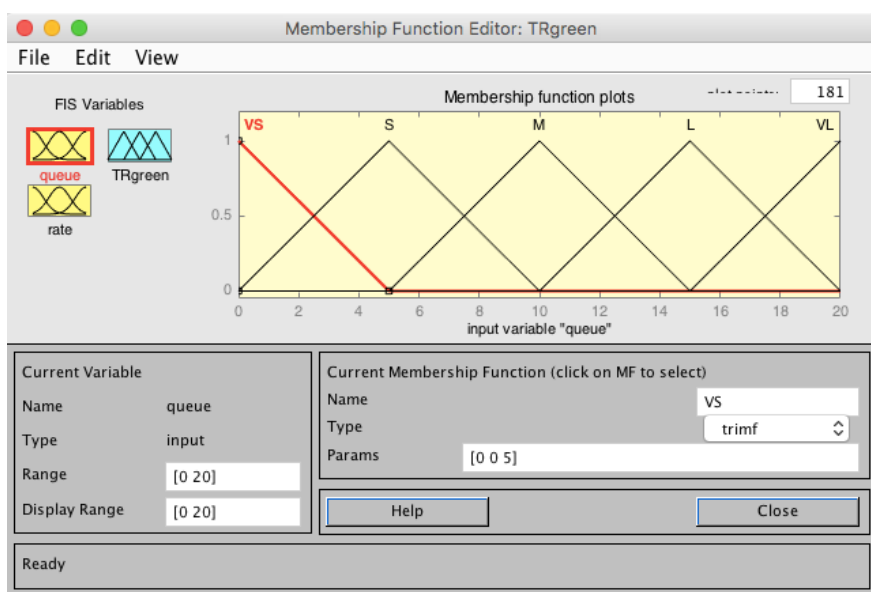 Membership Function Editor: TRgreen
File Edit View
FIS Variables
queue
TRgreen
rate
Membership function plots
181
VS S M L VL
1
0.5
0
0 2 4 6 8 10 12 14 16 18 20
input variable "queue"
Current Variable
Name queue
Type input
Range [0 20]
Display Range [0 20]
Current Membership Function (click on MF to select)
Name VS
Type trimf
Params [0 0 5]
Help Close
Ready